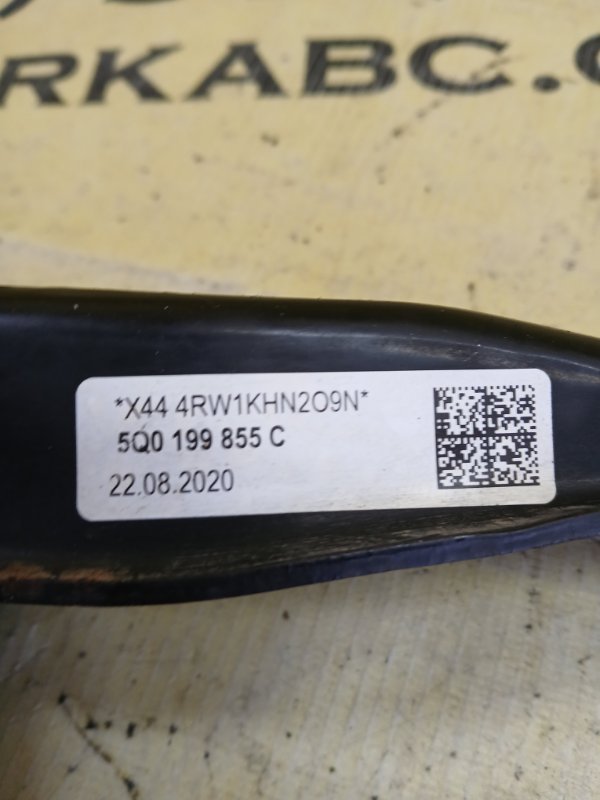 RKABC.
*X44 4RW1KHN2O9N*
5Q0 199 855 C
22.08.2020